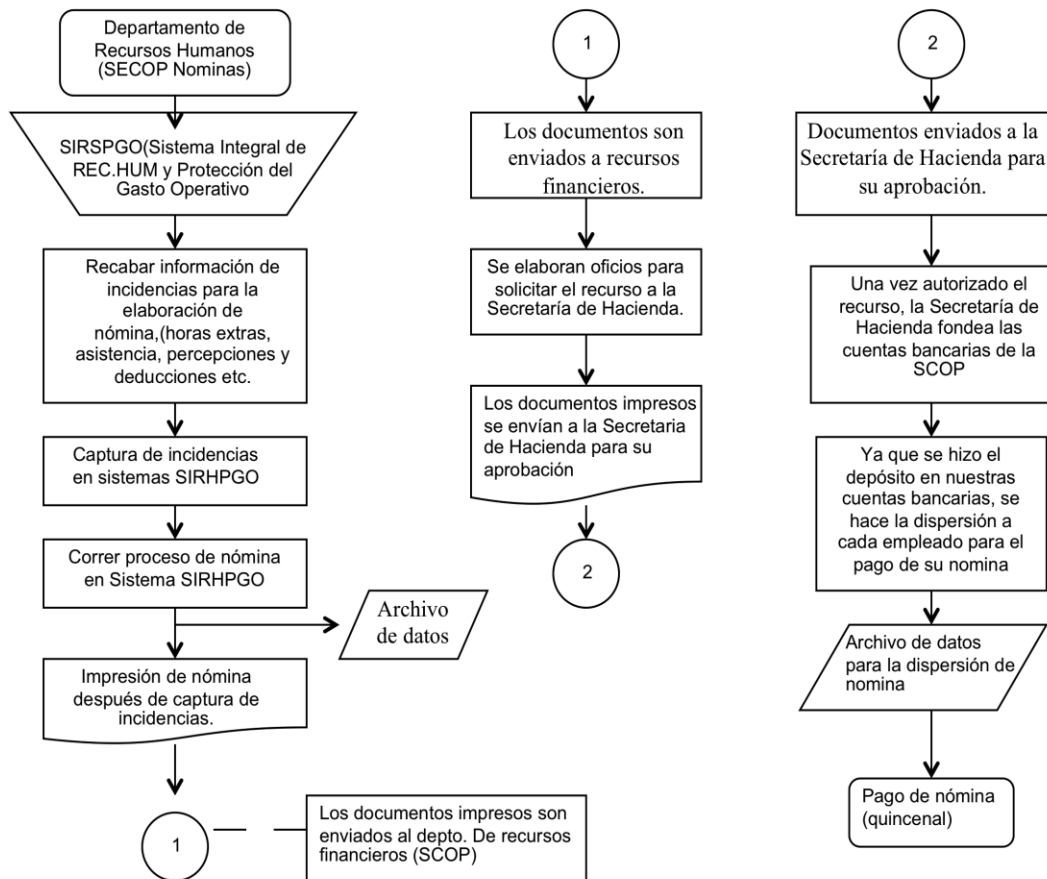 Departamento de
Recursos Humanos
(SECOP Nominas)
SIRSPGO(Sistema Integral de
REC.HUM y Protección del
Gasto Operativo
Recabar información de
incidencias para la
elaboración de
nómina,(horas extras,
asistencia, percepciones y
deducciones etc.
Captura de incidencias
en sistemas SIRHPGO
Correr proceso de nómina
en Sistema SIRHPGO
Archivo
de datos
Impresión de nómina
después de captura de
incidencias.
1
Los documentos impresos son
enviados al depto. De recursos
financieros (SCOP)
1
Los documentos son
enviados a recursos
financieros.
Se elaboran oficios para
solicitar el recurso a la
Secretaría de Hacienda.
Los documentos impresos
se envían a la Secretaria
de Hacienda para su
aprobación
2
2
Documentos enviados a la
Secretaría de Hacienda para
su aprobación.
Una vez autorizado el
recurso, la Secretaría de
Hacienda fondea las
cuentas bancarias de la
SCOP
Ya que se hizo el
depósito en nuestras
cuentas bancarias, se
hace la dispersión a
cada empleado para el
pago de su nomina
Archivo de datos
para la dispersión de
nomina
Pago de nómina
(quincenal)